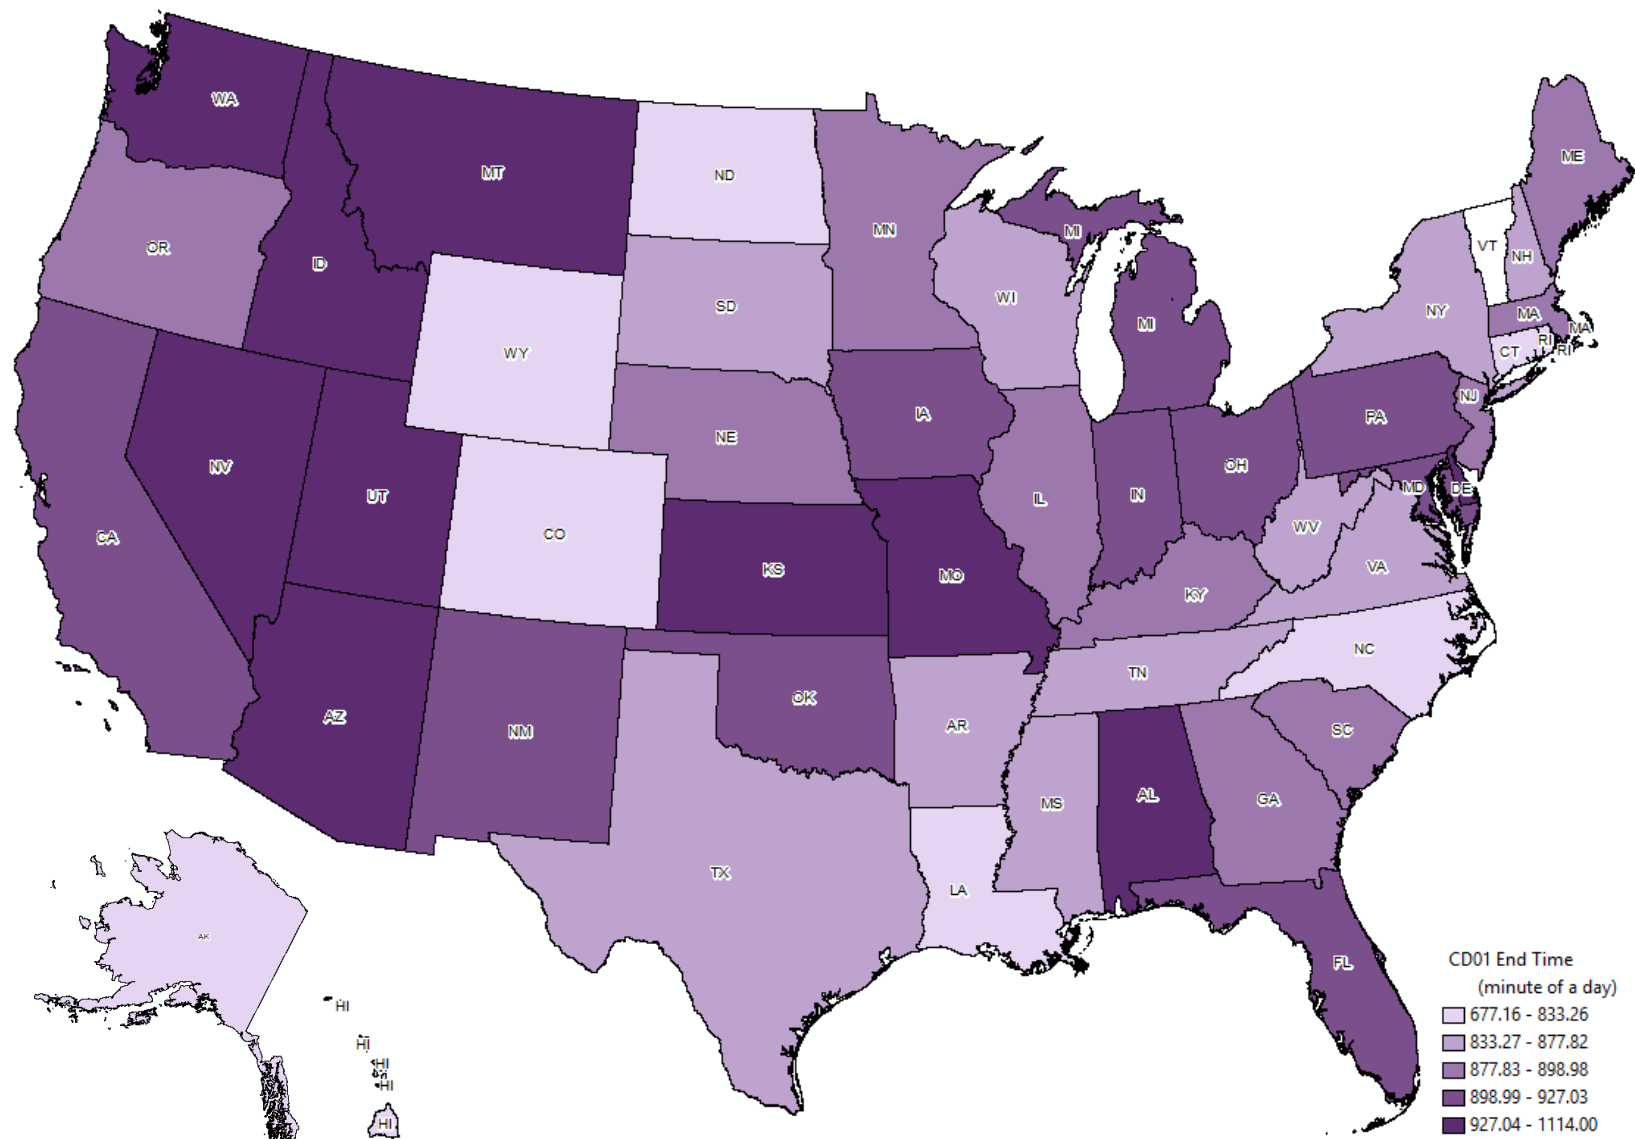 WA
MT
ND
ME
MN
OR
MI
VT
NH
ID
WI
SD
NY
MA
MI
MA
WY
RI
RI
CT
NJ
IA
PA
NE
NV
OH
UT
IN
MD
DE
IL
WV
CA
CO
KS
MO
VA
KY
NC
TN
OK
AZ
NM
AR
SC
AL
GA
MS
TX
LA
AK
FL
HI
HI
HI
HI
HI
CD01 End Time
(minute of a day)
677.16 - 833.26
833.27 - 877.82
877.83 - 898.98
898.99 - 927.03
927.04 - 1114.00